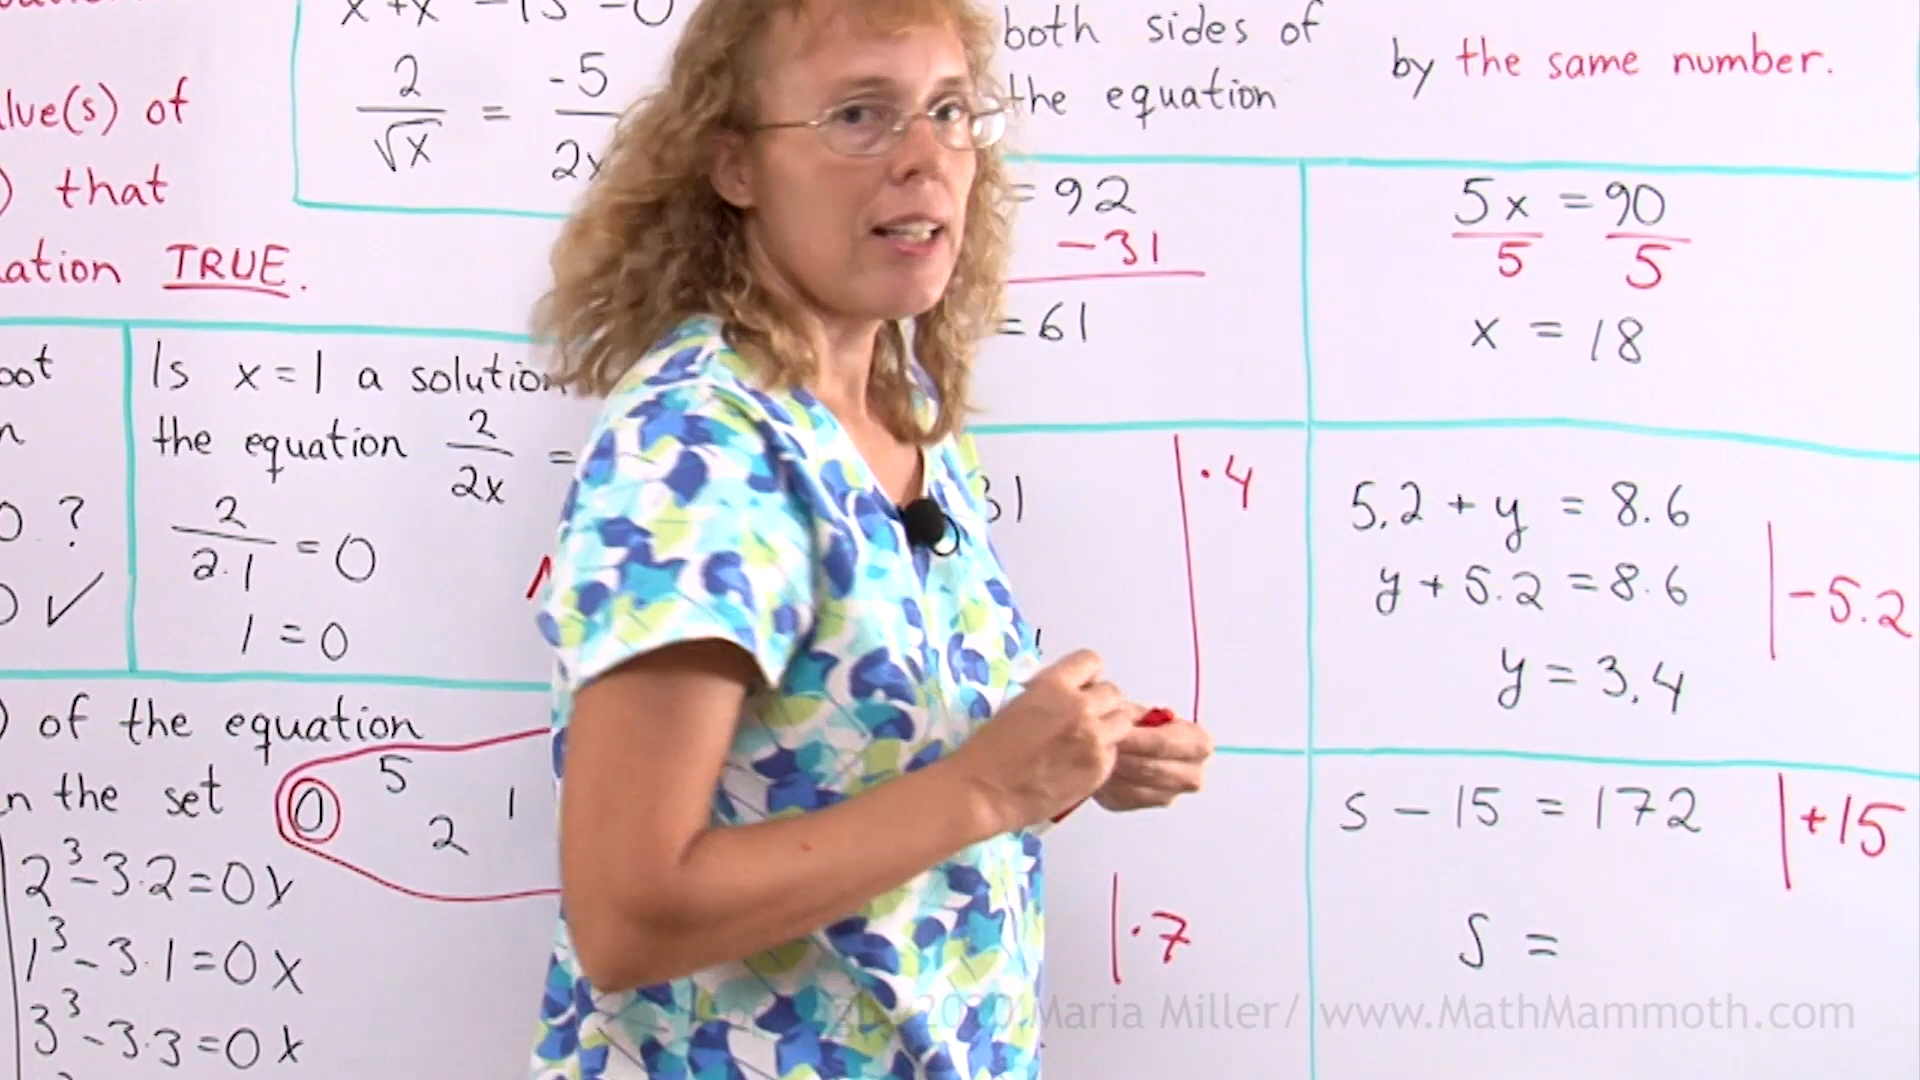 x + x - 15 = 0
2/√x = -5/2x
lue(s) of
) that
ation TRUE.
both sides of
the equation
by the same number.
= 92
-31
= 61
5x = 90
5 5
x = 18
oot
n
0 ?
0 ✓
Is x = 1 a solution
the equation 2/2x =
2/2·1 = 0
1 = 0
31
·4
5.2 + y = 8.6
y + 5.2 = 8.6
-5.2
y = 3.4
) of the equation
n the set
0 5 2 1
2³-3·2=0 x
1³-3·1=0 x
3³-3·3=0 x
·7
s - 15 = 172
+15
s =
2020 Maria Miller / www.MathMammoth.com